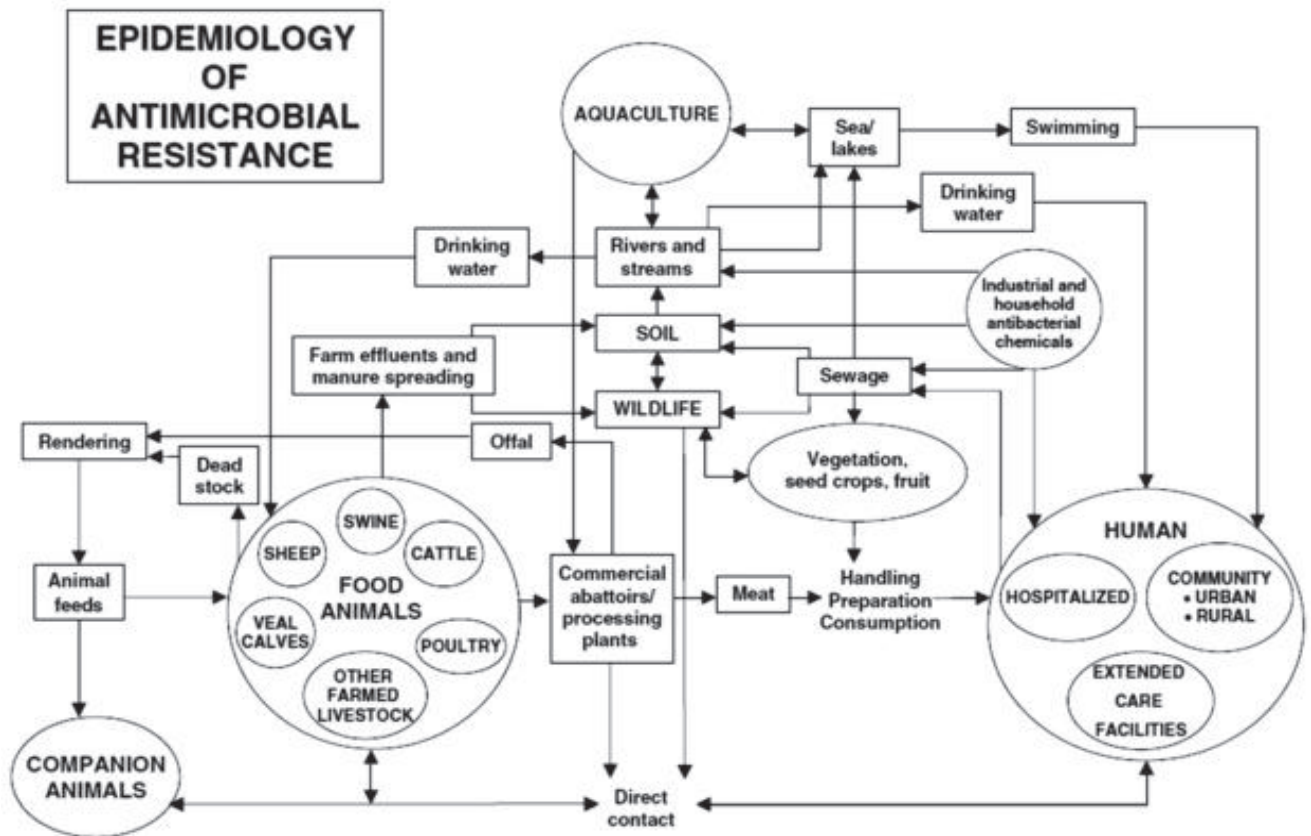 EPIDEMIOLOGY
OF
ANTIMICROBIAL
RESISTANCE
AQUACULTURE
Sea/
lakes
Swimming
Drinking
water
Drinking
water
Rivers and
streams
Industrial and
household
antibacterial
chemicals
SOIL
Farm effluents and
manure spreading
Sewage
WILDLIFE
Rendering
Offal
Dead
stock
Vegetation,
seed crops, fruit
SWINE
SHEEP
CATTLE
FOOD
ANIMALS
VEAL
CALVES
POULTRY
OTHER
FARMED
LIVESTOCK
Animal
feeds
Commercial
abattoirs/
processing
plants
Meat
Handling
Preparation
Consumption
HUMAN
HOSPITALIZED
COMMUNITY
• URBAN
• RURAL
EXTENDED
CARE
FACILITIES
COMPANION
ANIMALS
Direct
contact